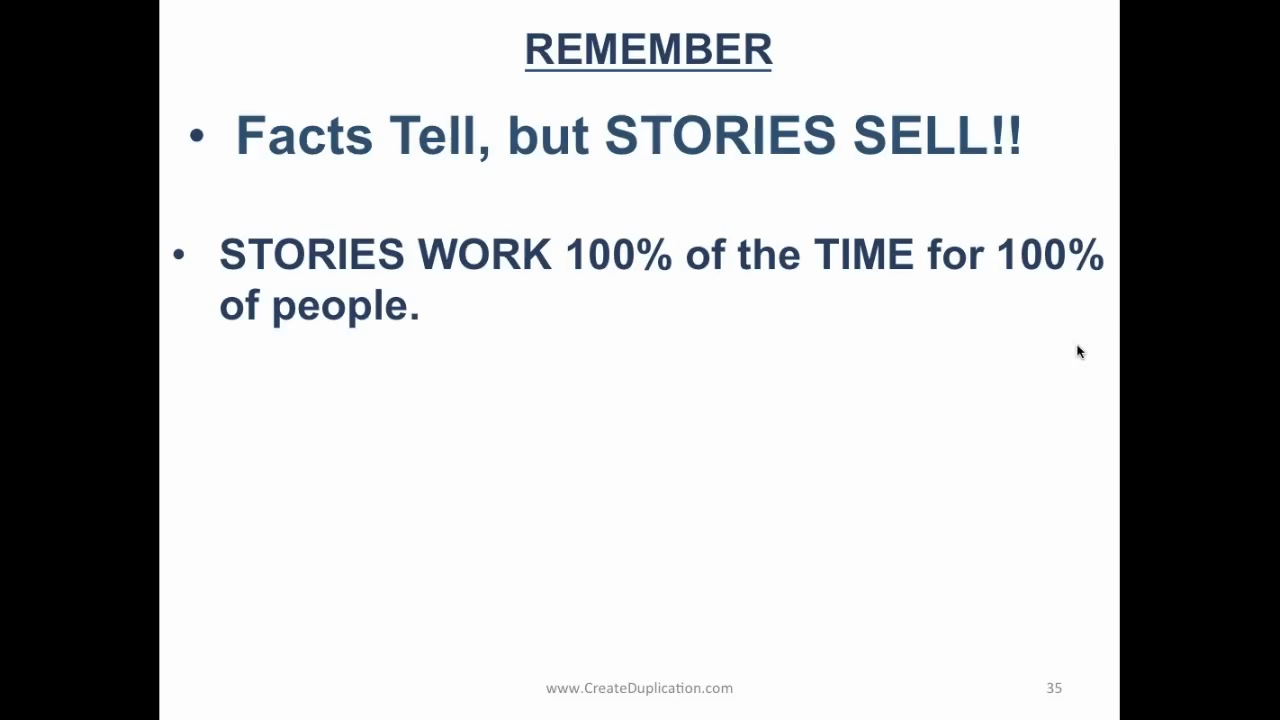 REMEMBER
• Facts Tell, but STORIES SELL!!
• STORIES WORK 100% of the TIME for 100%
of people.
www.CreateDuplication.com 35